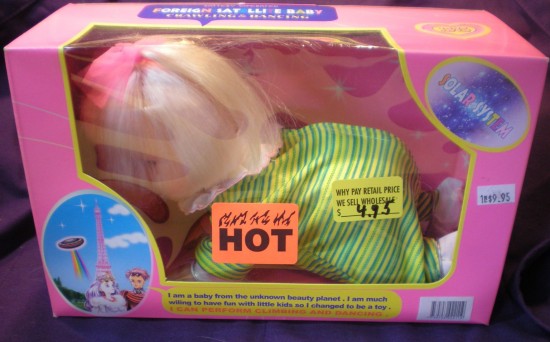 FOREIGN SATELLITE BABY
CRAWLING & DANCING
SOLAR-SYSTEM
WHY PAY RETAIL PRICE
WE SELL WHOLESALE
$ 4.95
HOT
I am a baby from the unknown beauty planet . I am much
wiling to have fun with little kids so I changed to be a toy .
I CAN PERFORM CLIMBING AND DANCING .